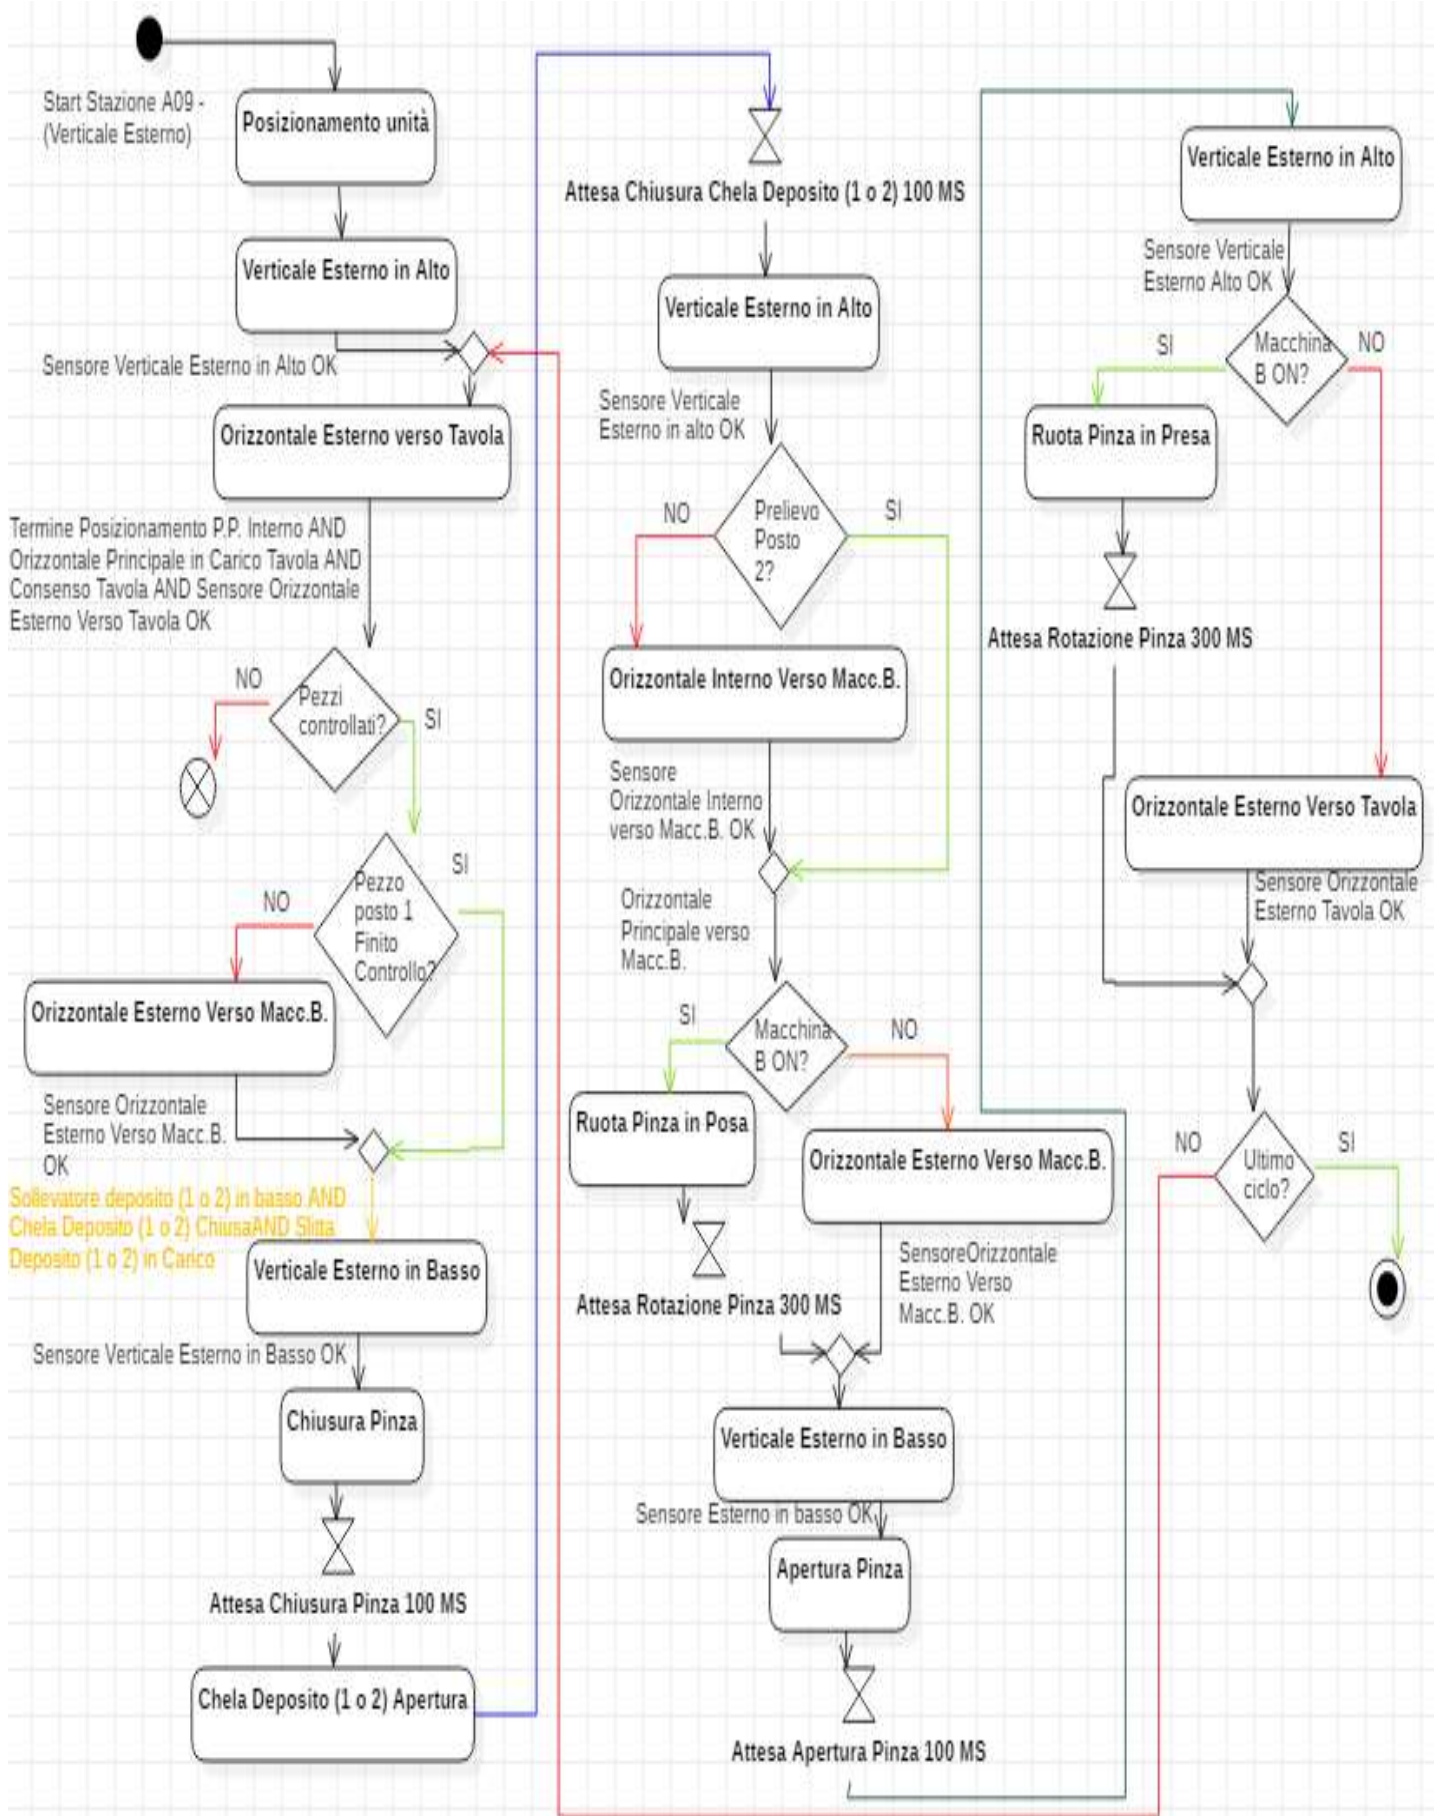 Start Stazione A09 -
(Verticale Esterno)
Posizionamento unità
Verticale Esterno in Alto
Sensore Verticale Esterno in Alto OK
Orizzontale Esterno verso Tavola
Termine Posizionamento P.P. Interno AND
Orizzontale Principale in Carico Tavola AND
Consenso Tavola AND Sensore Orizzontale
Esterno Verso Tavola OK
NO
Pezzi
controllati?
SI
SI
NO
Pezzo
posto 1
Finito
Controllo?
Orizzontale Esterno Verso Macc.B.
Sensore Orizzontale
Esterno Verso Macc.B.
OK
Sollevatore deposito (1 o 2) in basso AND
Chela Deposito (1 o 2) ChiusaAND Slitta
Deposito (1 o 2) in Carico
Verticale Esterno in Basso
Sensore Verticale Esterno in Basso OK
Chiusura Pinza
Attesa Chiusura Pinza 100 MS
Chela Deposito (1 o 2) Apertura
Attesa Chiusura Chela Deposito (1 o 2) 100 MS
Verticale Esterno in Alto
Sensore Verticale
Esterno in alto OK
NO
Prelievo
Posto
2?
SI
Orizzontale Interno Verso Macc.B.
Sensore
Orizzontale Interno
verso Macc.B. OK
Orizzontale
Principale verso
Macc.B.
SI
Macchina
B ON?
NO
Ruota Pinza in Posa
Orizzontale Esterno Verso Macc.B.
Attesa Rotazione Pinza 300 MS
SensoreOrizzontale
Esterno Verso
Macc.B. OK
Verticale Esterno in Basso
Sensore Esterno in basso OK
Apertura Pinza
Attesa Apertura Pinza 100 MS
Verticale Esterno in Alto
Sensore Verticale
Esterno Alto OK
SI
Macchina
B ON?
NO
Ruota Pinza in Presa
Attesa Rotazione Pinza 300 MS
Orizzontale Esterno Verso Tavola
Sensore Orizzontale
Esterno Tavola OK
NO
Ultimo
ciclo?
SI